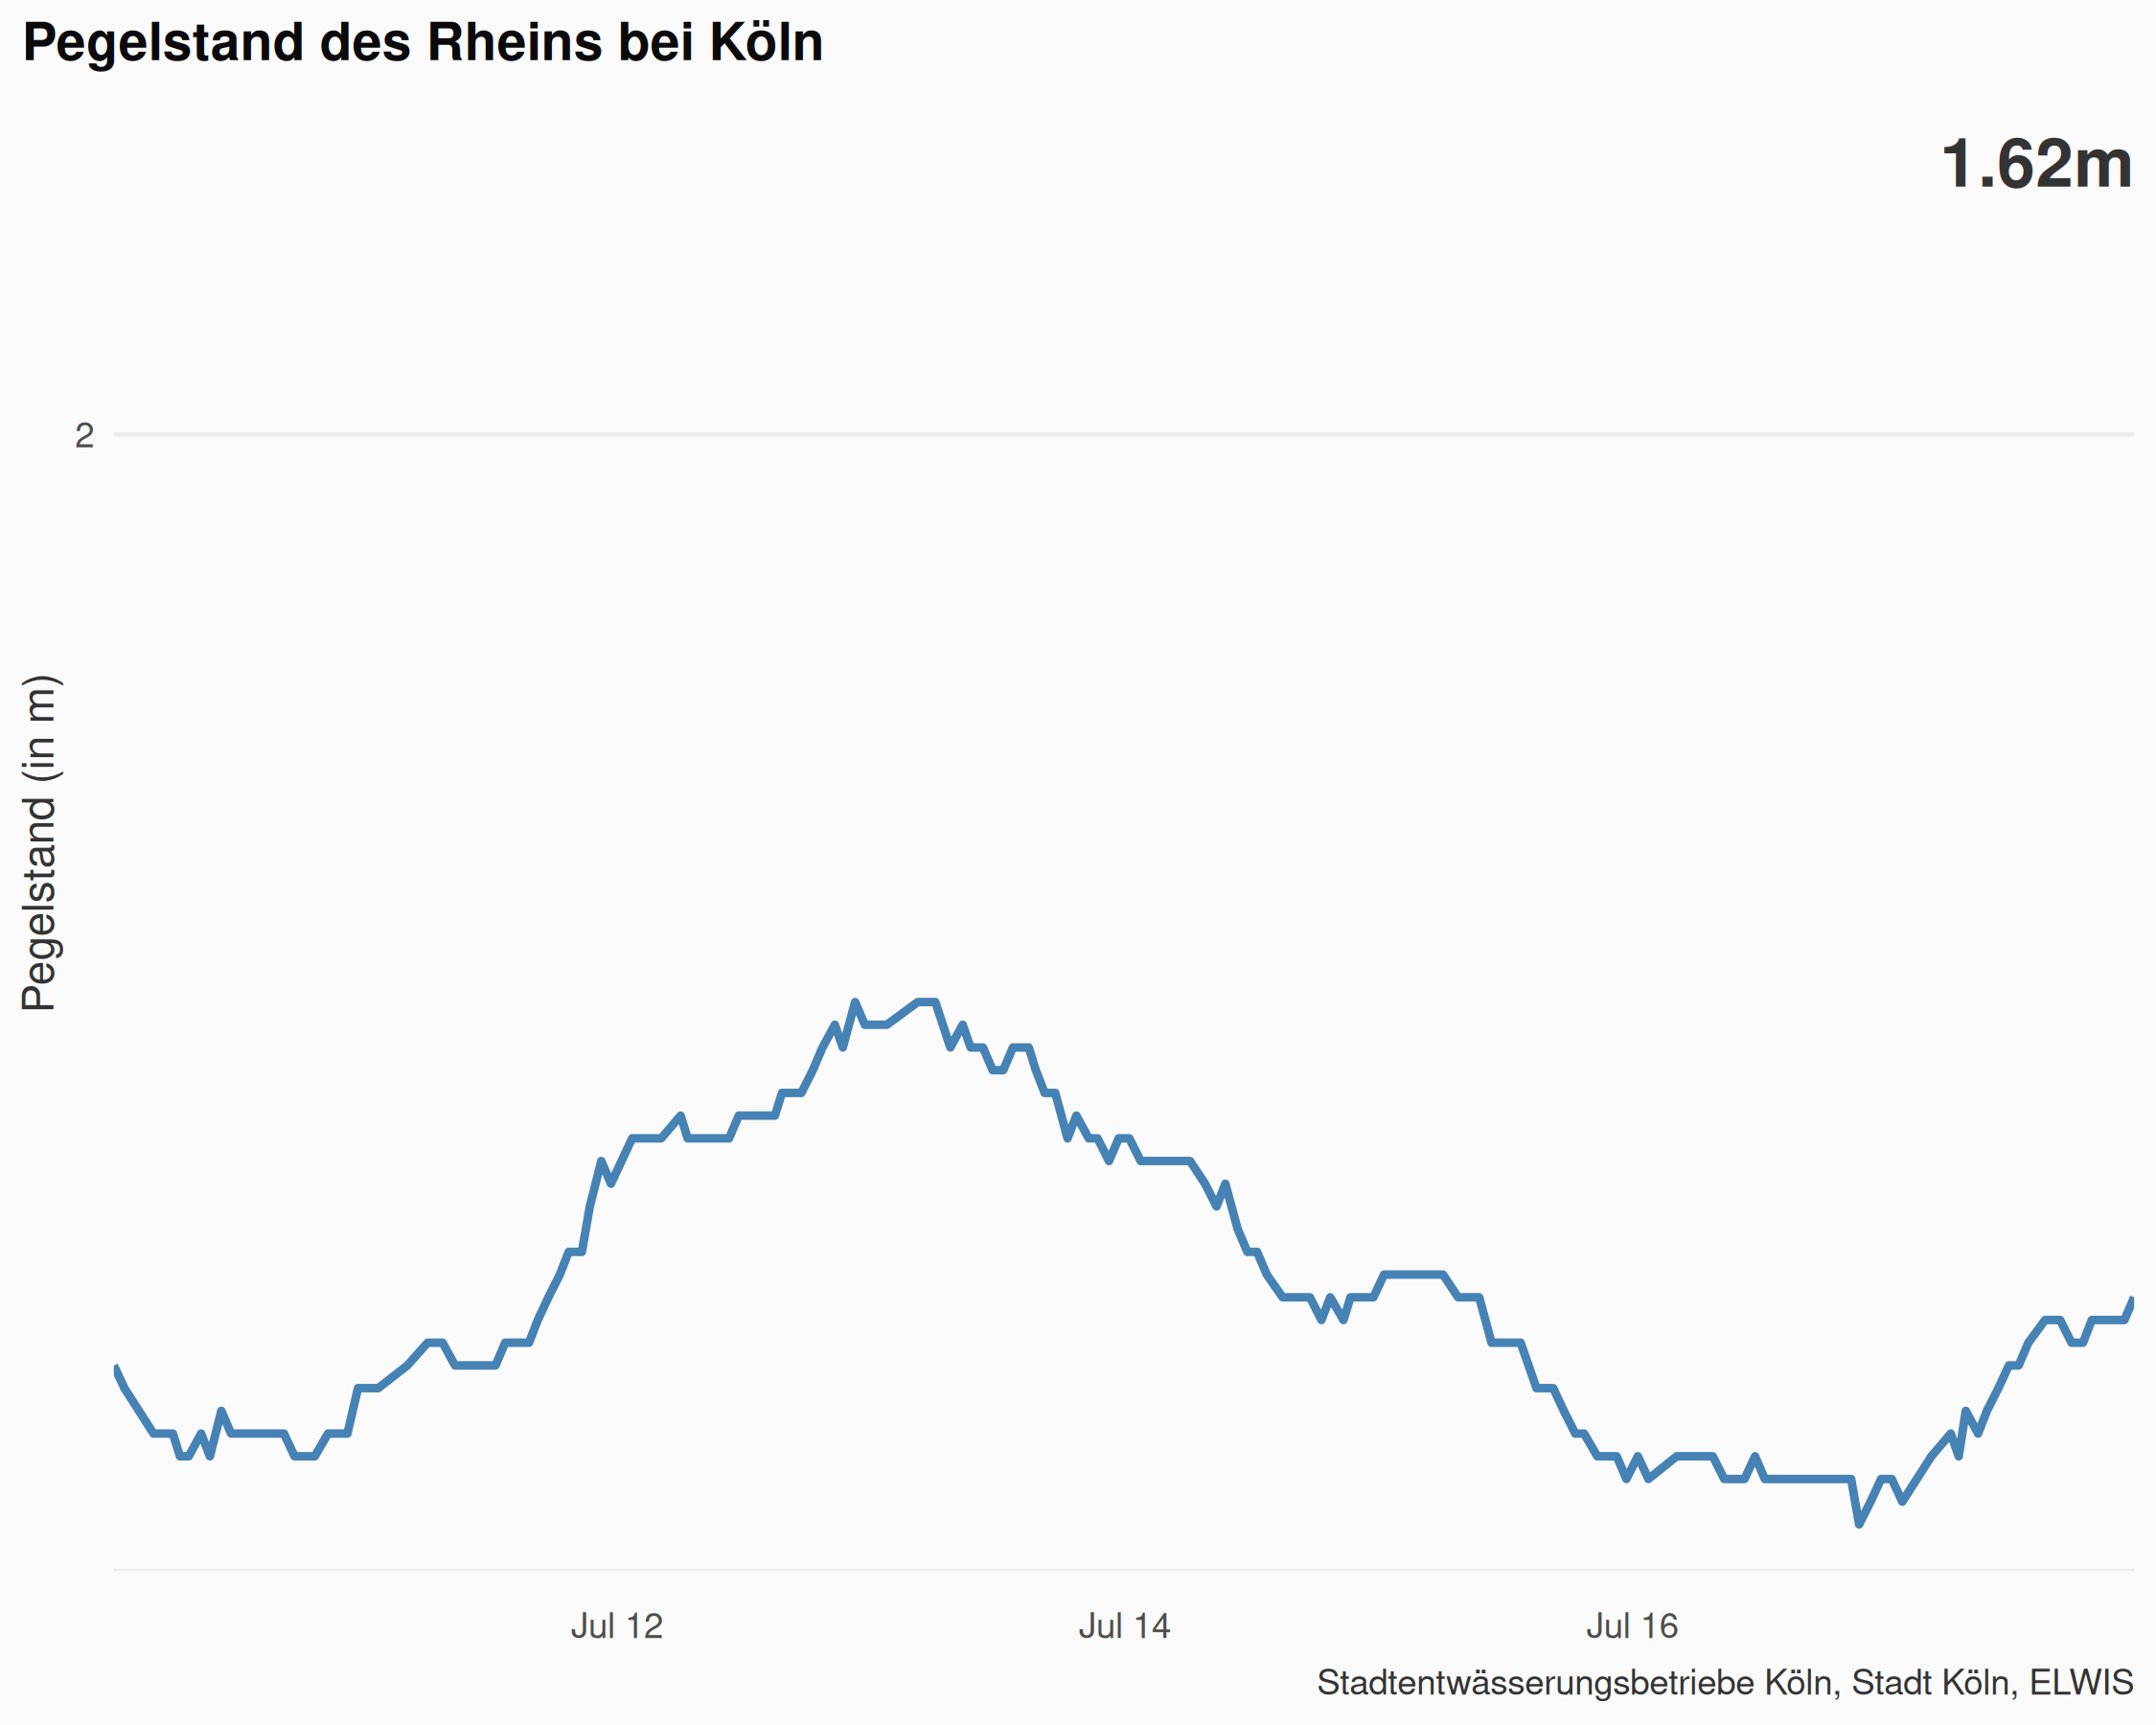 Pegelstand des Rheins bei Köln
1.62m
2
Pegelstand (in m)
Jul 12
Jul 14
Jul 16
Stadtentwässerungsbetriebe Köln, Stadt Köln, ELWIS